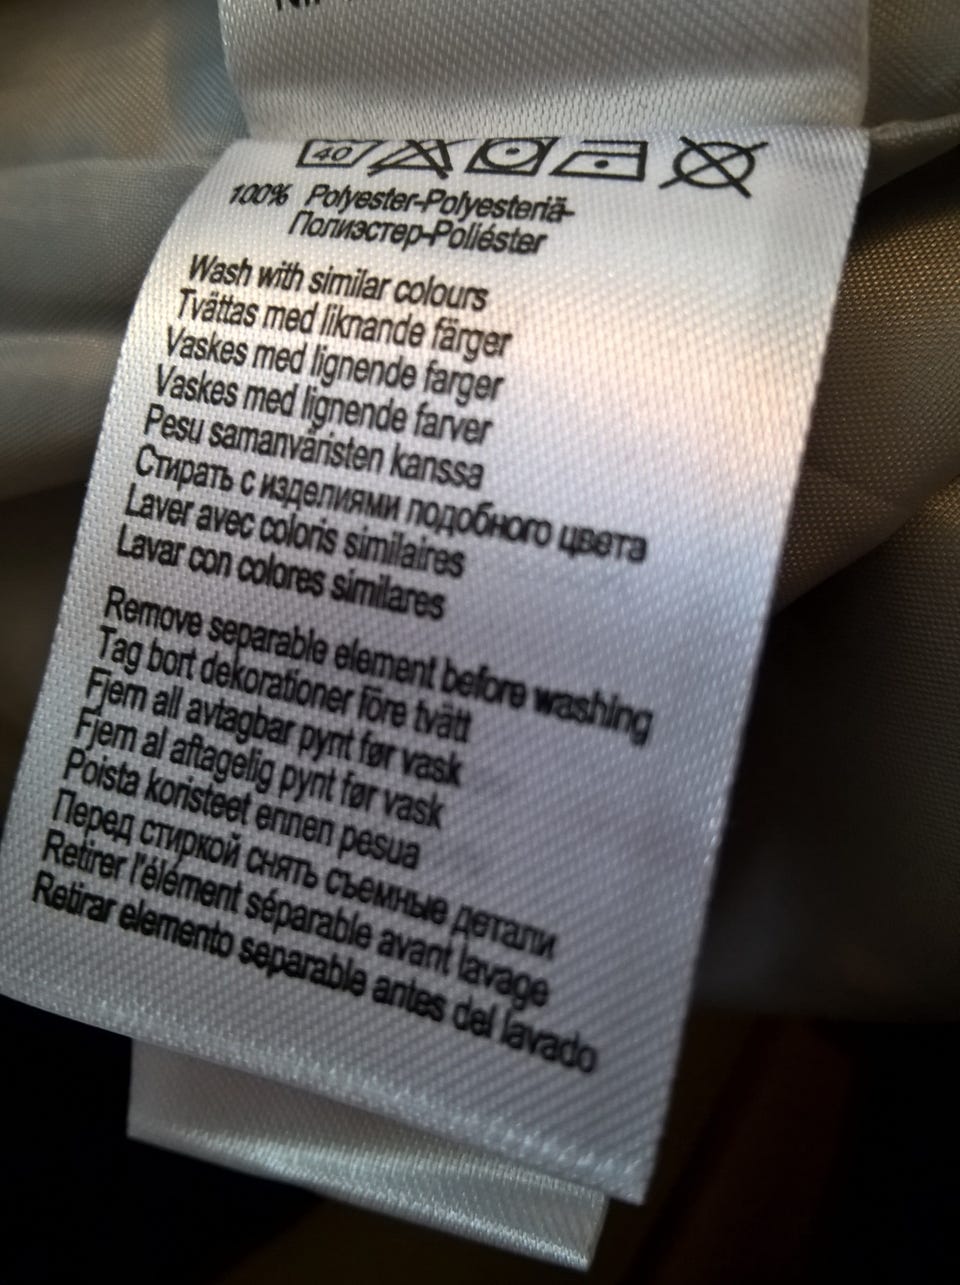 40
100% Polyester-Polyesteriä-
Полиэстер-Poliéster
Wash with similar colours
Tvättas med liknande färger
Vaskes med lignende farger
Vaskes med lignende farver
Pesu samanväristen kanssa
Стирать с изделиями подобного цвета
Laver avec coloris similaires
Lavar con colores similares
Remove separable element before washing
Tag bort dekorationer före tvätt
Fjern all avtagbar pynt før vask
Fjern al aftagelig pynt før vask
Poista koristeet ennen pesua
Перед стиркой снять съемные детали
Retirer l'élément séparable avant lavage
Retirar elemento separable antes del lavado